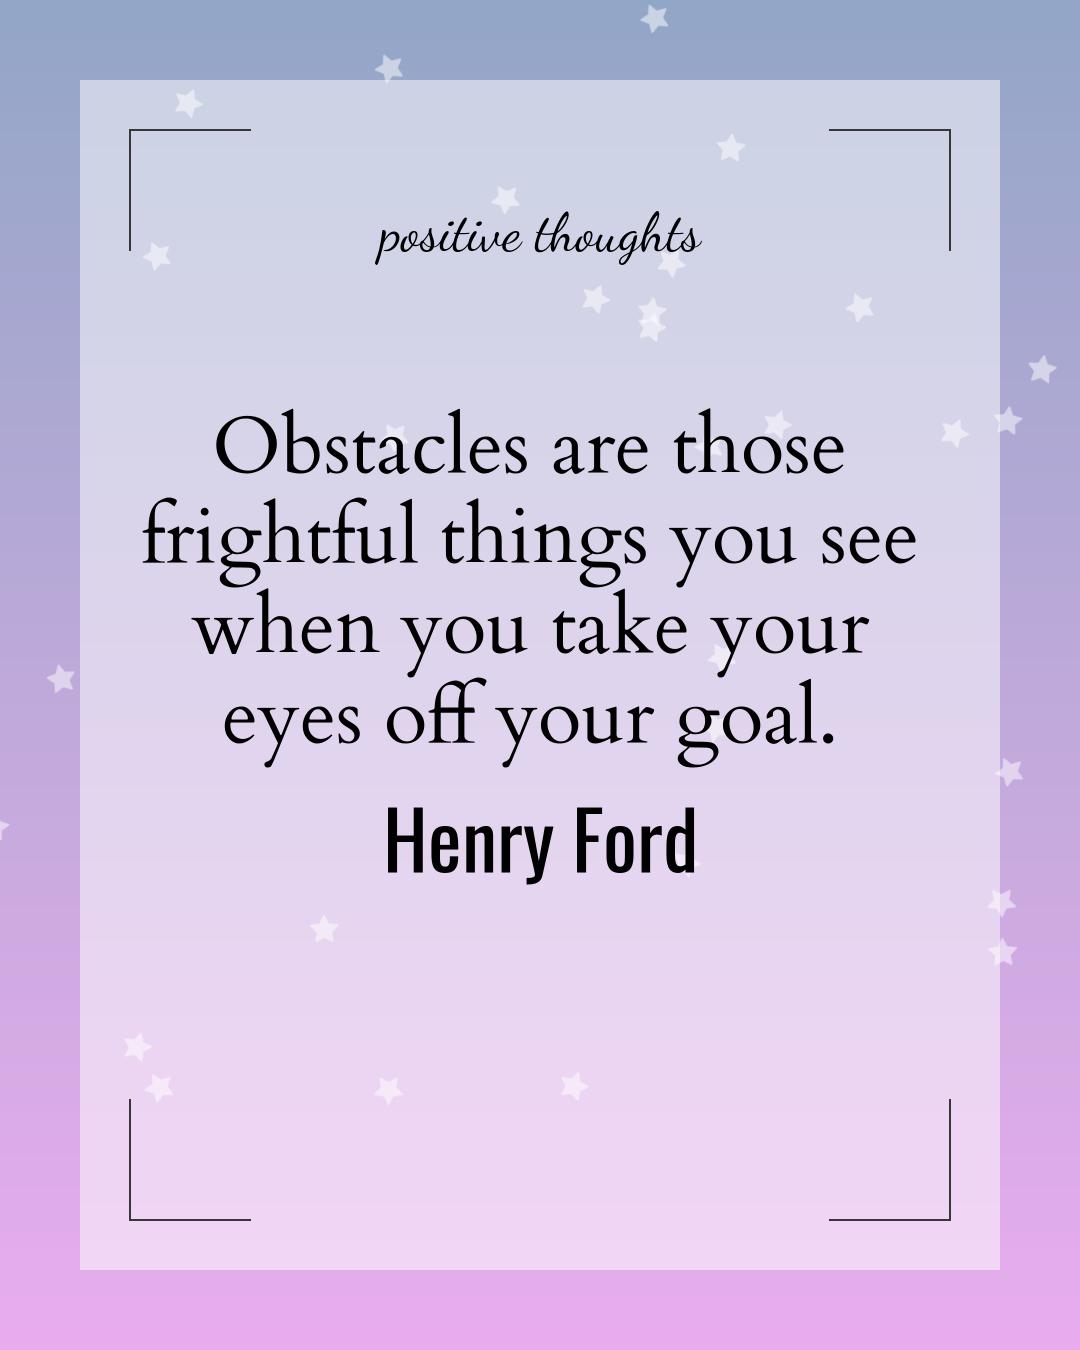 positive thoughts
Obstacles are those
frightful things you see
when you take your
eyes off your goal.
Henry Ford